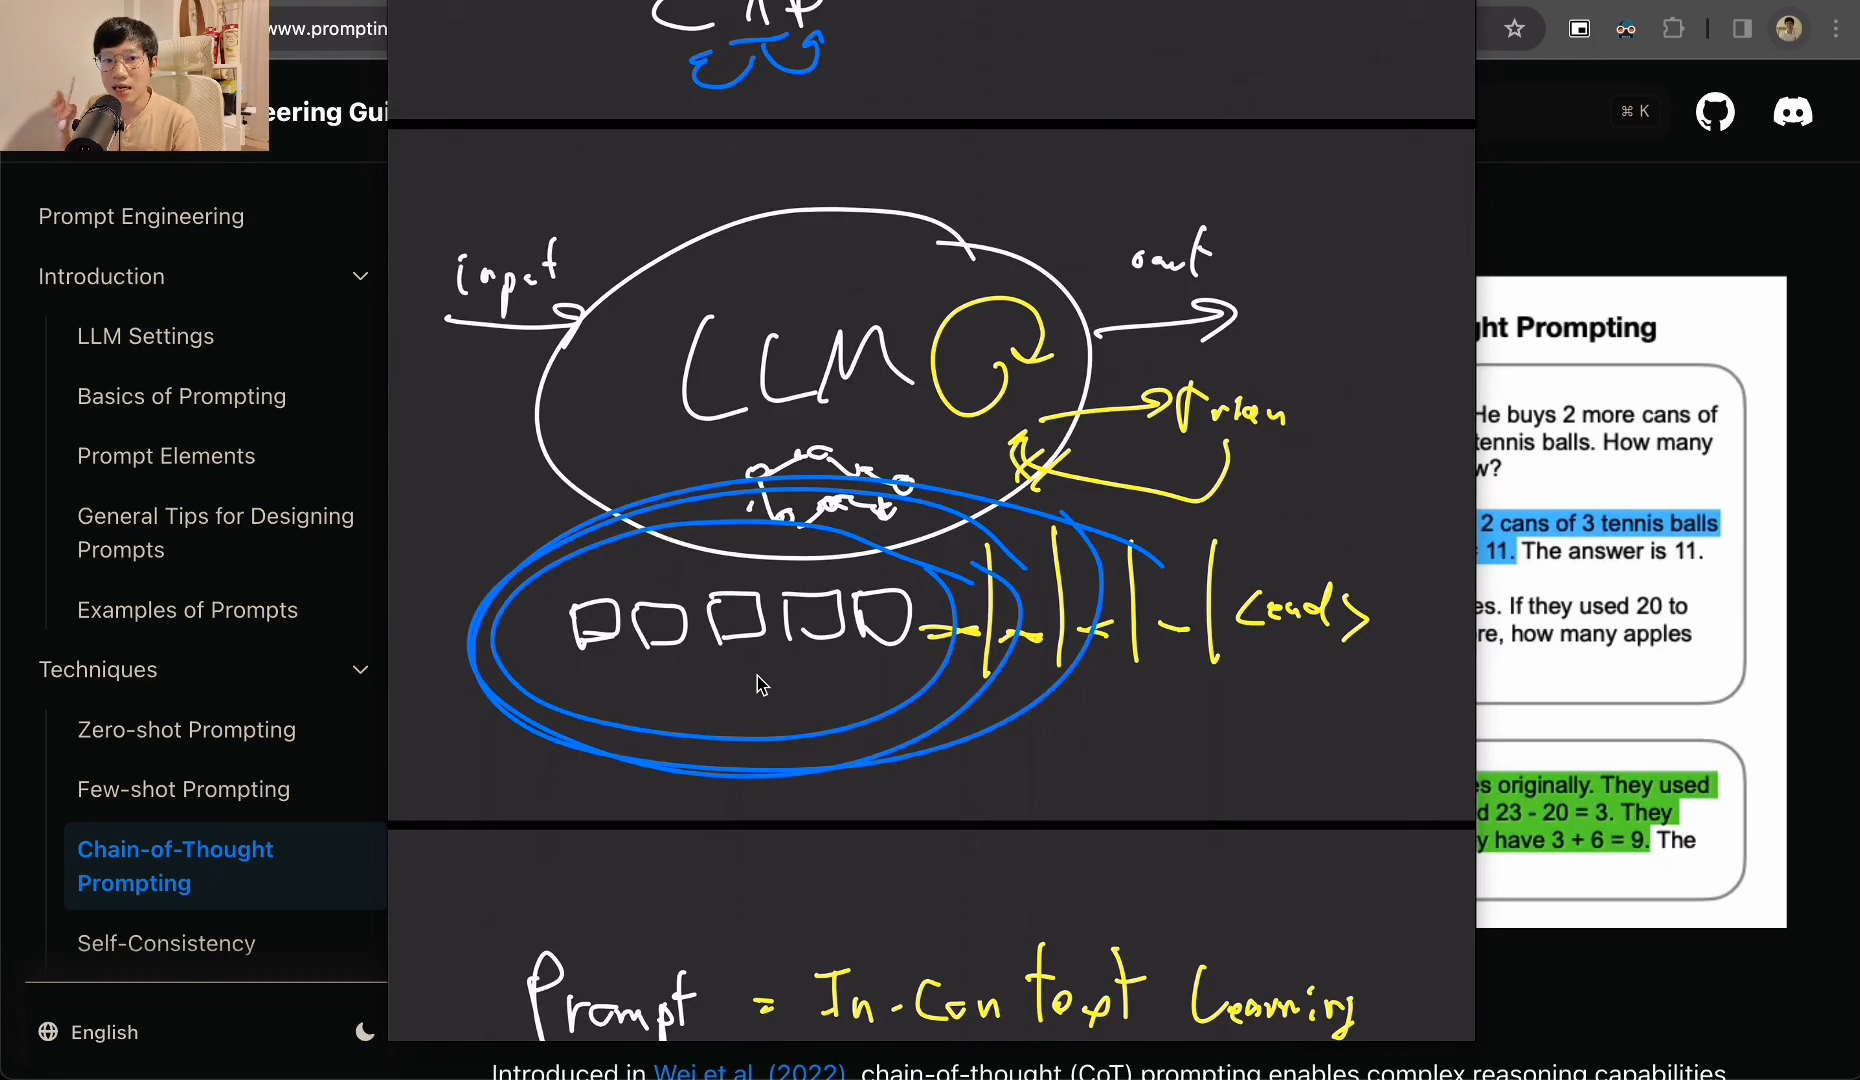 www.promptin
eering Gui
⌘ K
Prompt Engineering
Introduction
LLM Settings
Basics of Prompting
Prompt Elements
General Tips for Designing
Prompts
Examples of Prompts
Techniques
Zero-shot Prompting
Few-shot Prompting
Chain-of-Thought
Prompting
Self-Consistency
English
input
LLM
out
<end>
Prompt = In-Context Learning
ght Prompting
He buys 2 more cans of
tennis balls. How many
w?
2 cans of 3 tennis balls
= 11. The answer is 11.
es. If they used 20 to
re, how many apples
es originally. They used
d 23 - 20 = 3. They
y have 3 + 6 = 9. The
Introduced in Wei et al. (2022), chain-of-thought (CoT) prompting enables complex reasoning capabilities